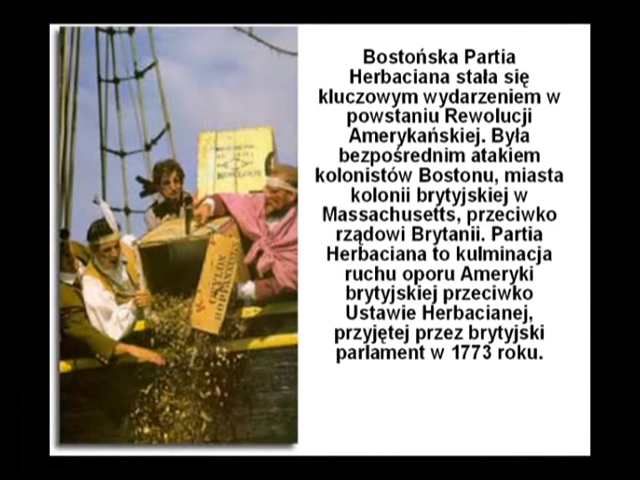 Bostońska Partia
Herbaciana stała się
kluczowym wydarzeniem w
powstaniu Rewolucji
Amerykańskiej. Była
bezpośrednim atakiem
kolonistów Bostonu, miasta
kolonii brytyjskiej w
Massachusetts, przeciwko
rządowi Brytanii. Partia
Herbaciana to kulminacja
ruchu oporu Ameryki
brytyjskiej przeciwko
Ustawie Herbacianej,
przyjętej przez brytyjski
parlament w 1773 roku.